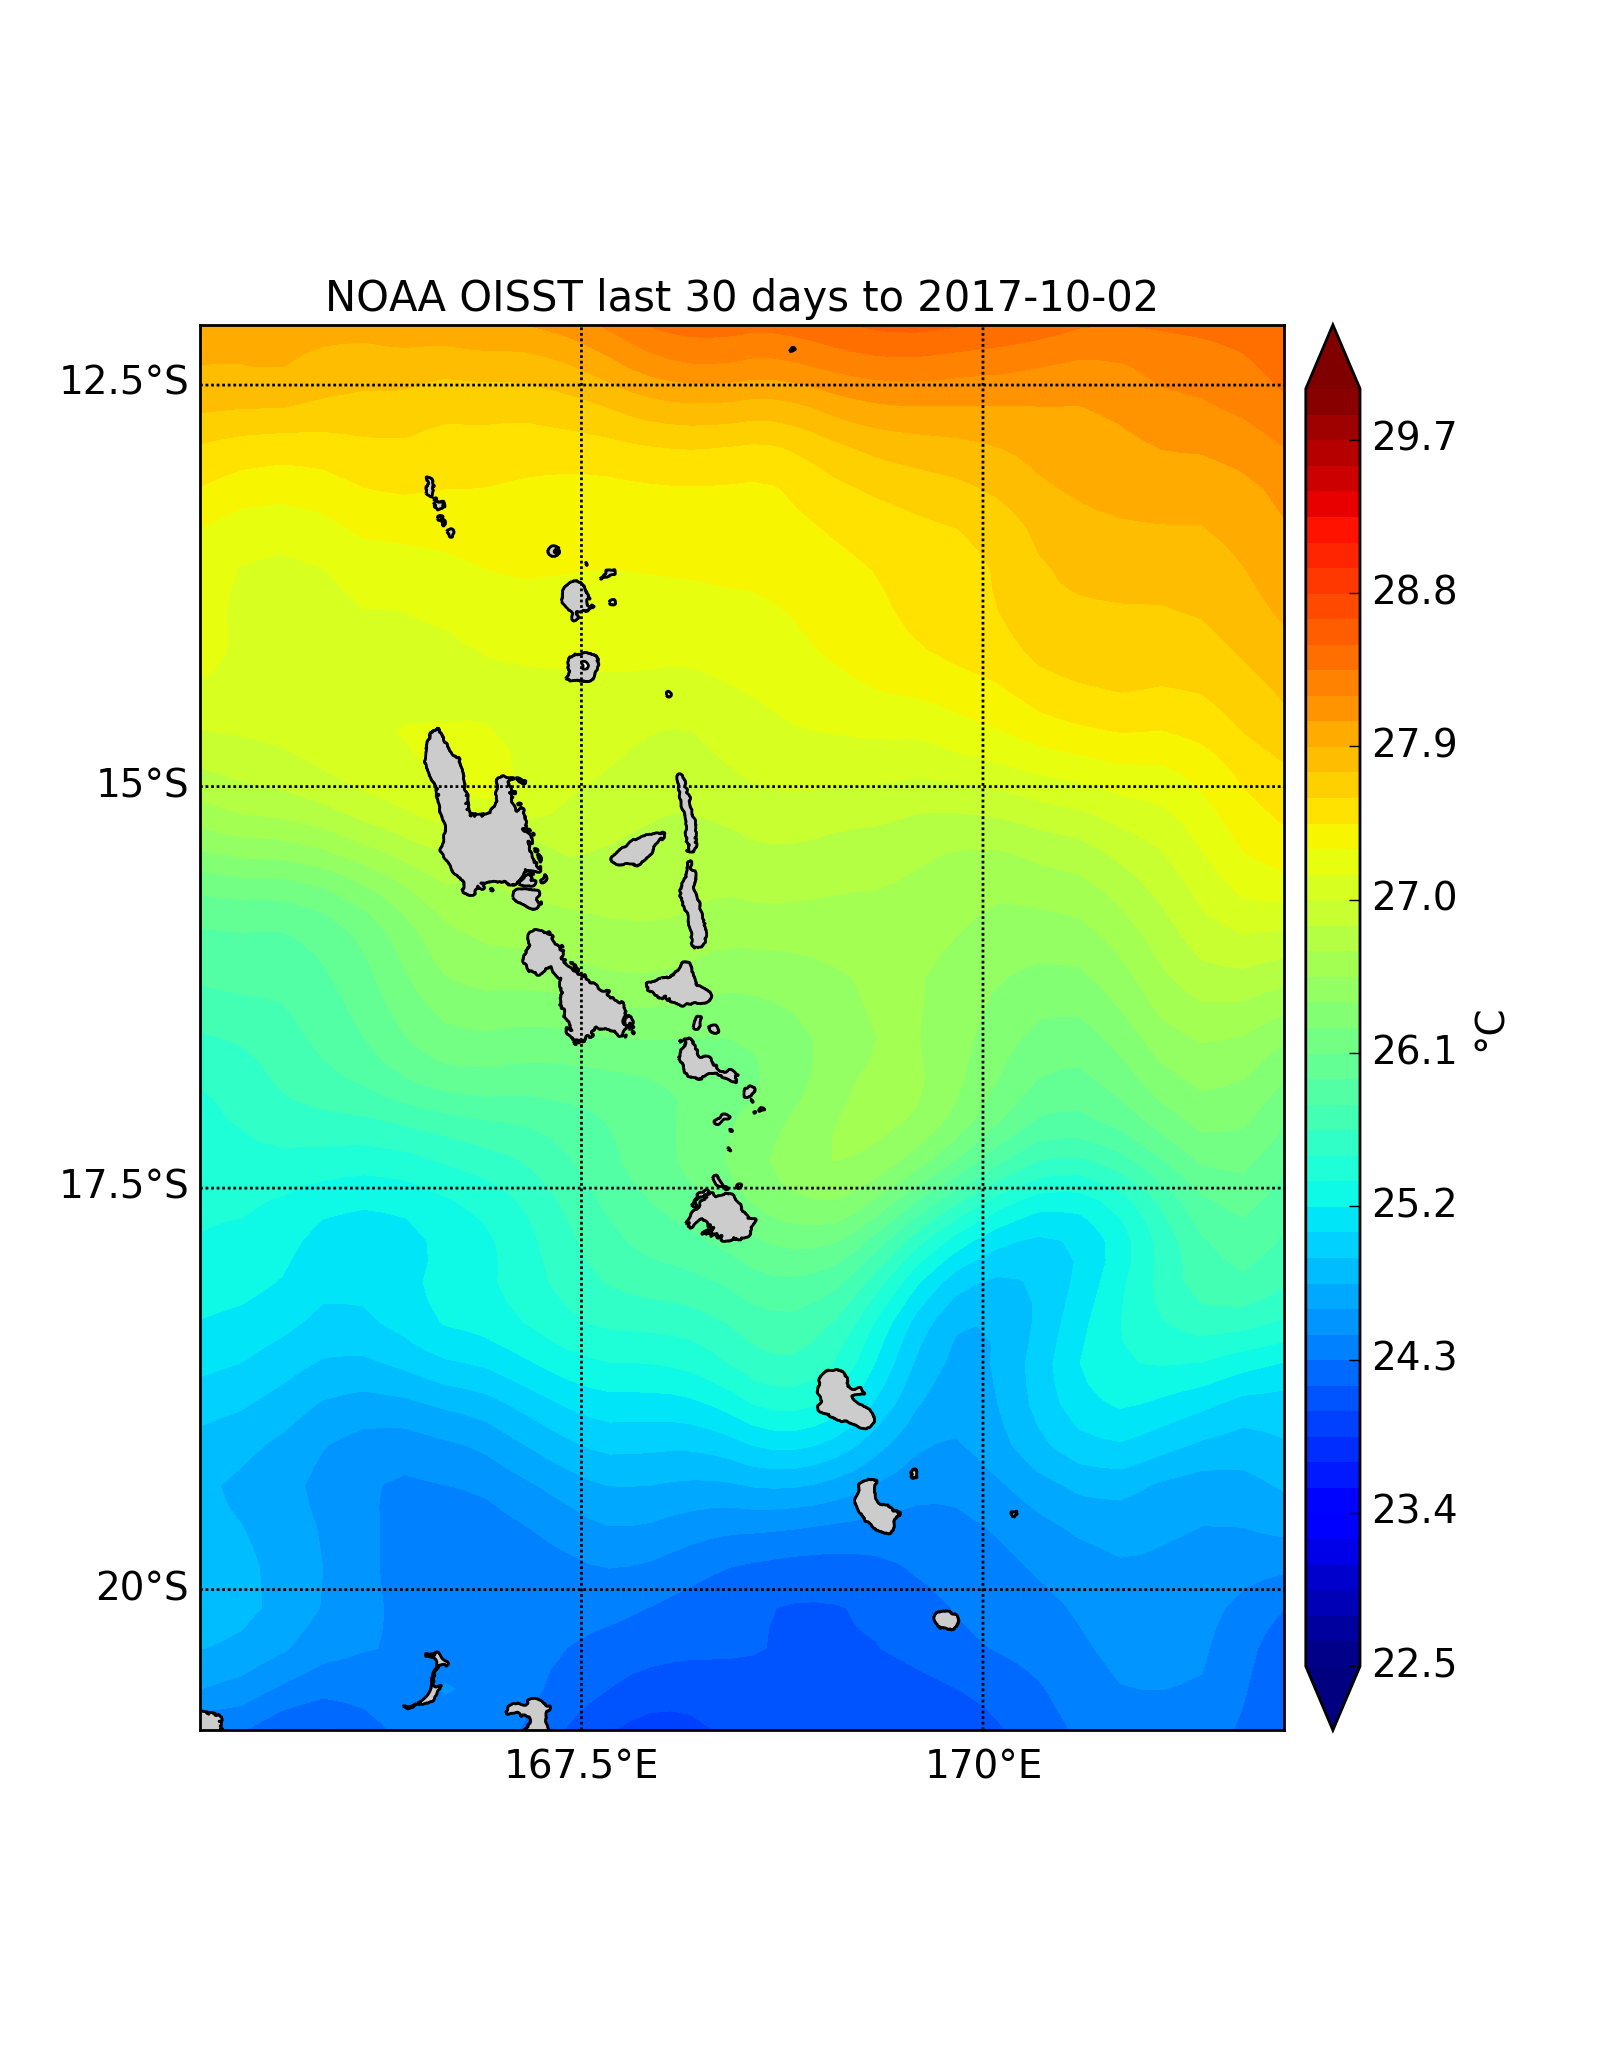 NOAA OISST last 30 days to 2017-10-02
12.5°S
15°S
17.5°S
20°S
167.5°E
170°E
29.7
28.8
27.9
27.0
26.1
25.2
24.3
23.4
22.5
°C